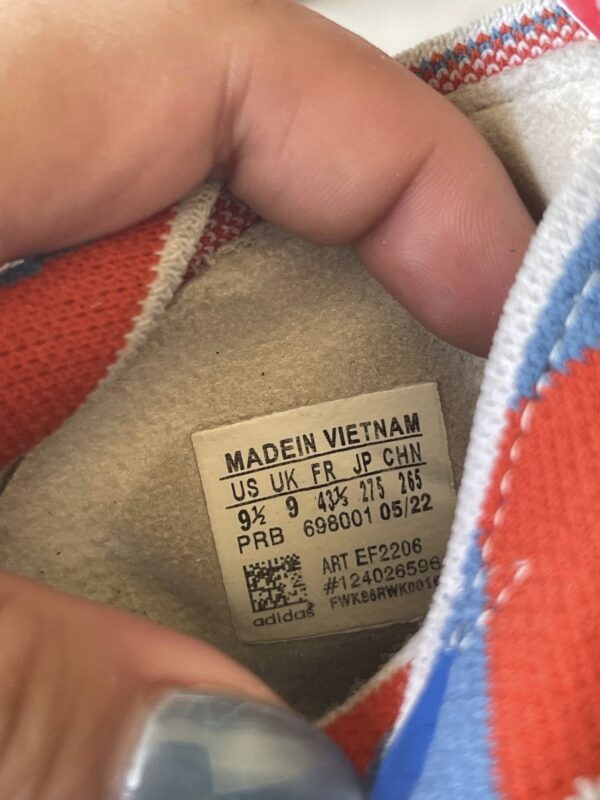 MADEIN VIETNAM
US UK FR JP CHN
9½ 9 43⅓ 275 265
PRB 698001 05/22
ART EF2206
#124026596
adidas